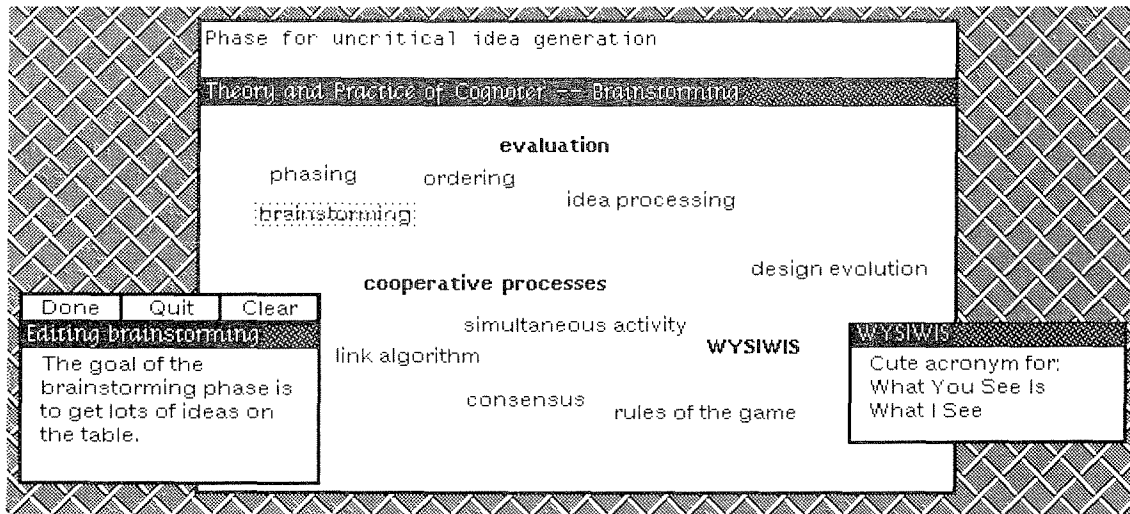 Phase for uncritical idea generation
Theory and Practice of Cognoter -- Brainstorming
evaluation
phasing
ordering
idea processing
brainstorming
design evolution
cooperative processes
simultaneous activity
link algorithm
WYSIWIS
consensus
rules of the game
Done Quit Clear
Editing brainstorming
The goal of the
brainstorming phase is
to get lots of ideas on
the table.
WYSIWIS
Cute acronym for:
What You See Is
What I See